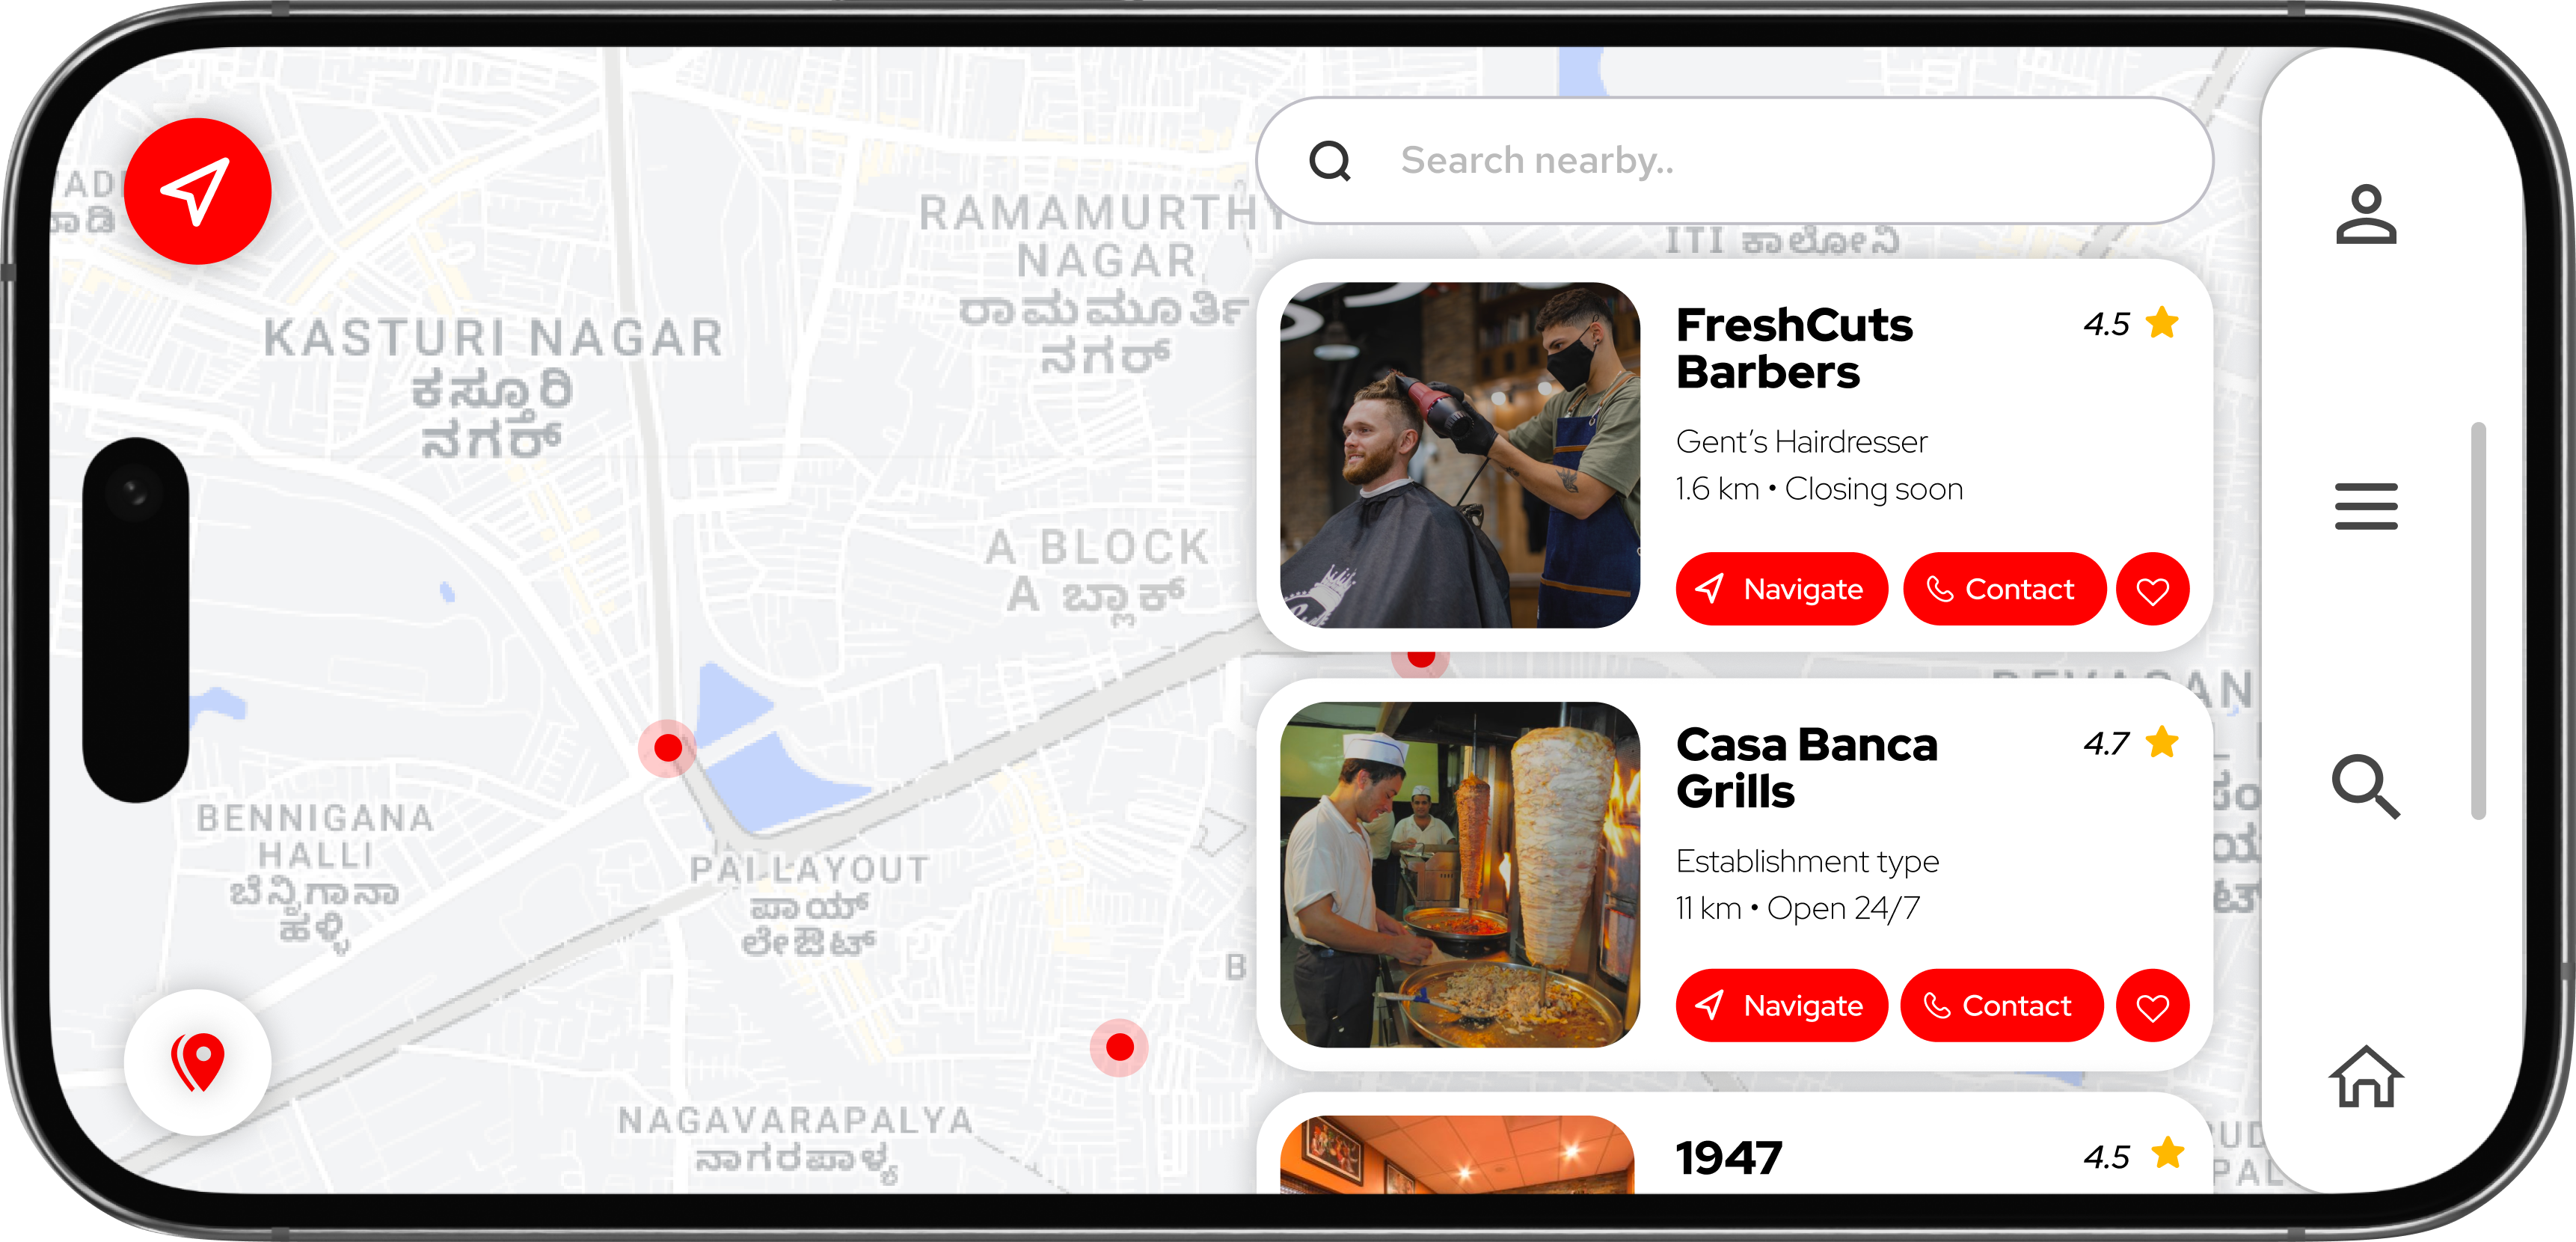 KASTURI NAGAR
ಕಸ್ತೂರಿ
ನಗರ್
RAMAMURTHY
NAGAR
ರಾಮಮೂರ್ತಿ
ನಗರ್
A BLOCK
A ಬ್ಲಾಕ್
BENNIGANA
HALLI
ಬೆನ್ನಿಗಾನಾ
ಹಳ್ಳಿ
PAI LAYOUT
ಪಾಯ್
ಲೇಔಟ್
NAGAVARAPALYA
ನಾಗರಪಾಳ್ಯ
B
Search nearby..
ITI ಕಾಲೋನಿ
FreshCuts
Barbers
4.5
Gent's Hairdresser
1.6 km • Closing soon
Navigate
Contact
Casa Banca
Grills
4.7
Establishment type
11 km • Open 24/7
Navigate
Contact
1947
4.5